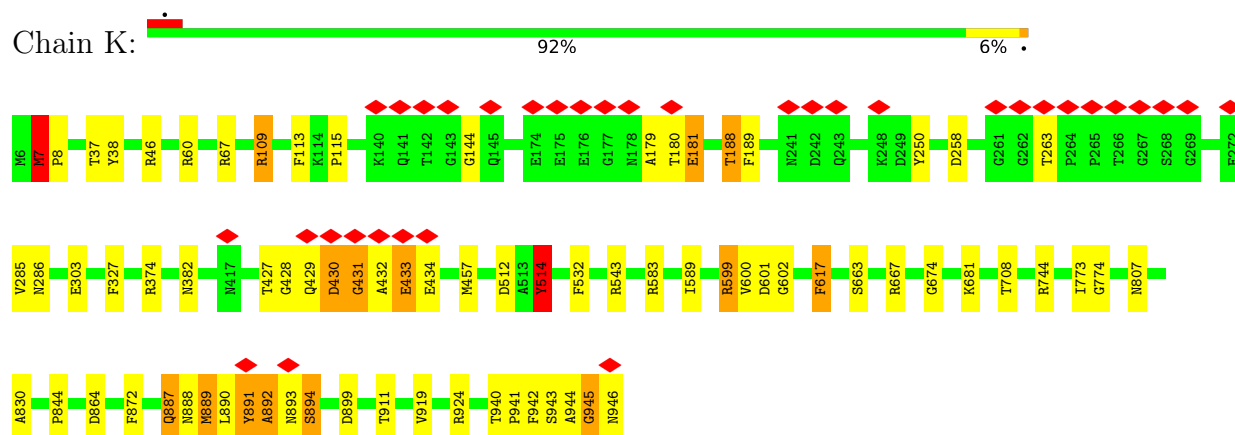 Chain K:
92% 6%
M6 M7 P8 T37 Y38 R46 R60 R67 R109 F113 K114 P115 K140 Q141 T142 G143 G144 Q145 E174 E175 E176 G177 N178 A179 T180 E181 T188 F189 N241 D242 Q243 K248 D249 Y250 D258 G261 G262 T263 P264 P265 T266 G267 S268 G269
V285 N286 E303 F327 R374 N382 N417 T427 G428 Q429 D430 G431 A432 E433 E434 M457 D512 A513 Y514 F532 R543 R583 I589 R599 V600 D601 G602 F617 S663 R667 G674 K681 T708 R744 I773 G774 N807
A830 P844 D864 F872 Q887 N888 M889 L890 Y891 A892 N893 S894 D899 T911 V919 R924 T940 P941 F942 S943 A944 G945 N946